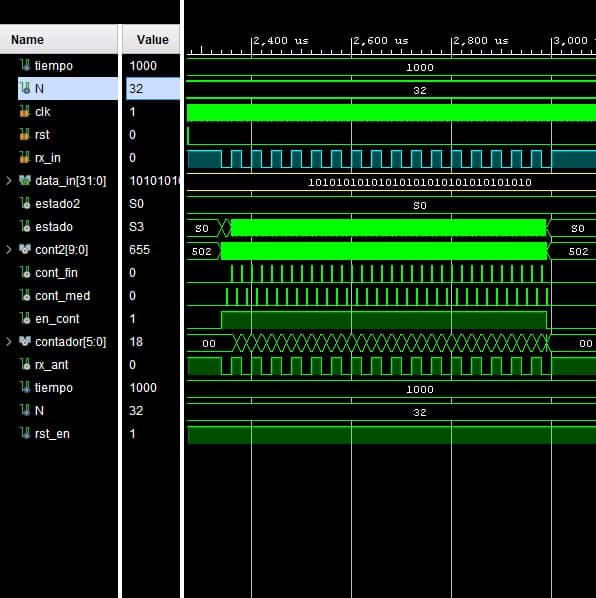 Name Value 2,400 us 2,600 us 2,800 us 3,000 us
tiempo 1000 1000
N 32 32
clk 1
rst 0
rx_in 0
data_in[31:0] 1010101 10101010101010101010101010101010
estado2 S0 S0
estado S3 S0 S0
cont2[9:0] 655 502 502
cont_fin 0
cont_med 0
en_cont 1
contador[5:0] 18 00 00
rx_ant 0
tiempo 1000 1000
N 32 32
rst_en 1